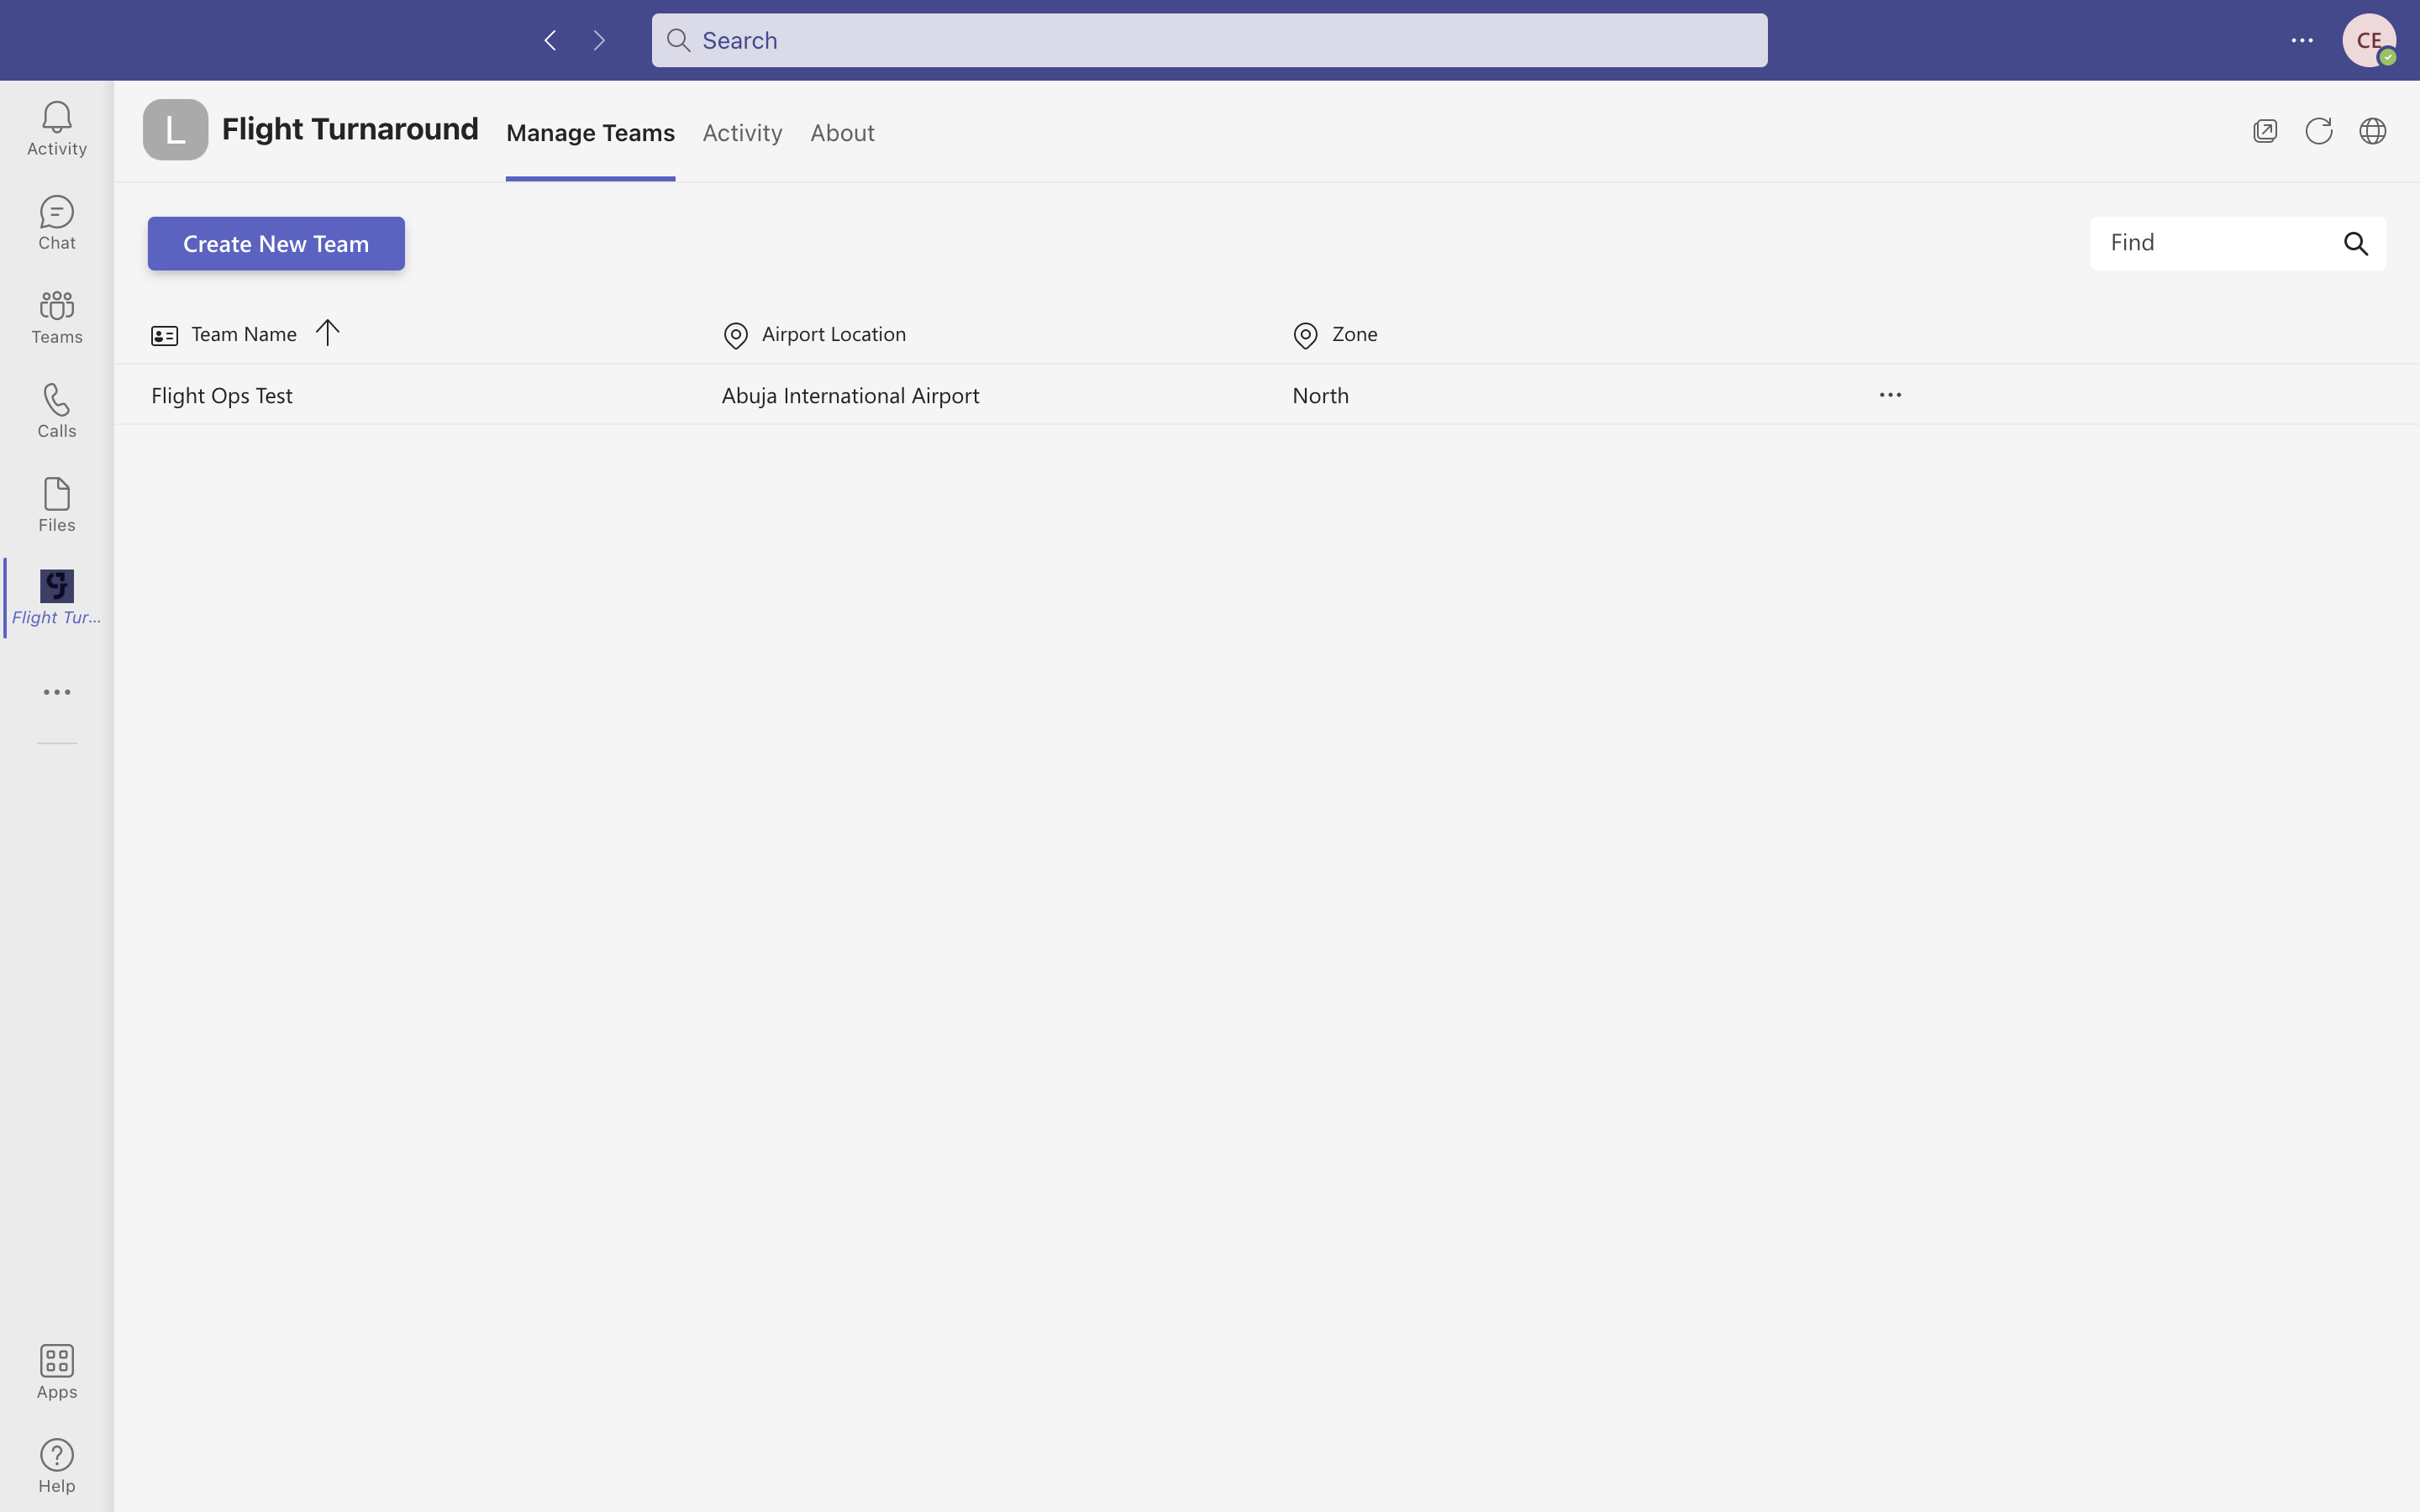 Search
CE
Activity
Chat
Teams
Calls
Files
Flight Tur...
Apps
Help
L
Flight Turnaround
Manage Teams
Activity
About
Create New Team
Find
Team Name
Airport Location
Zone
Flight Ops Test
Abuja International Airport
North